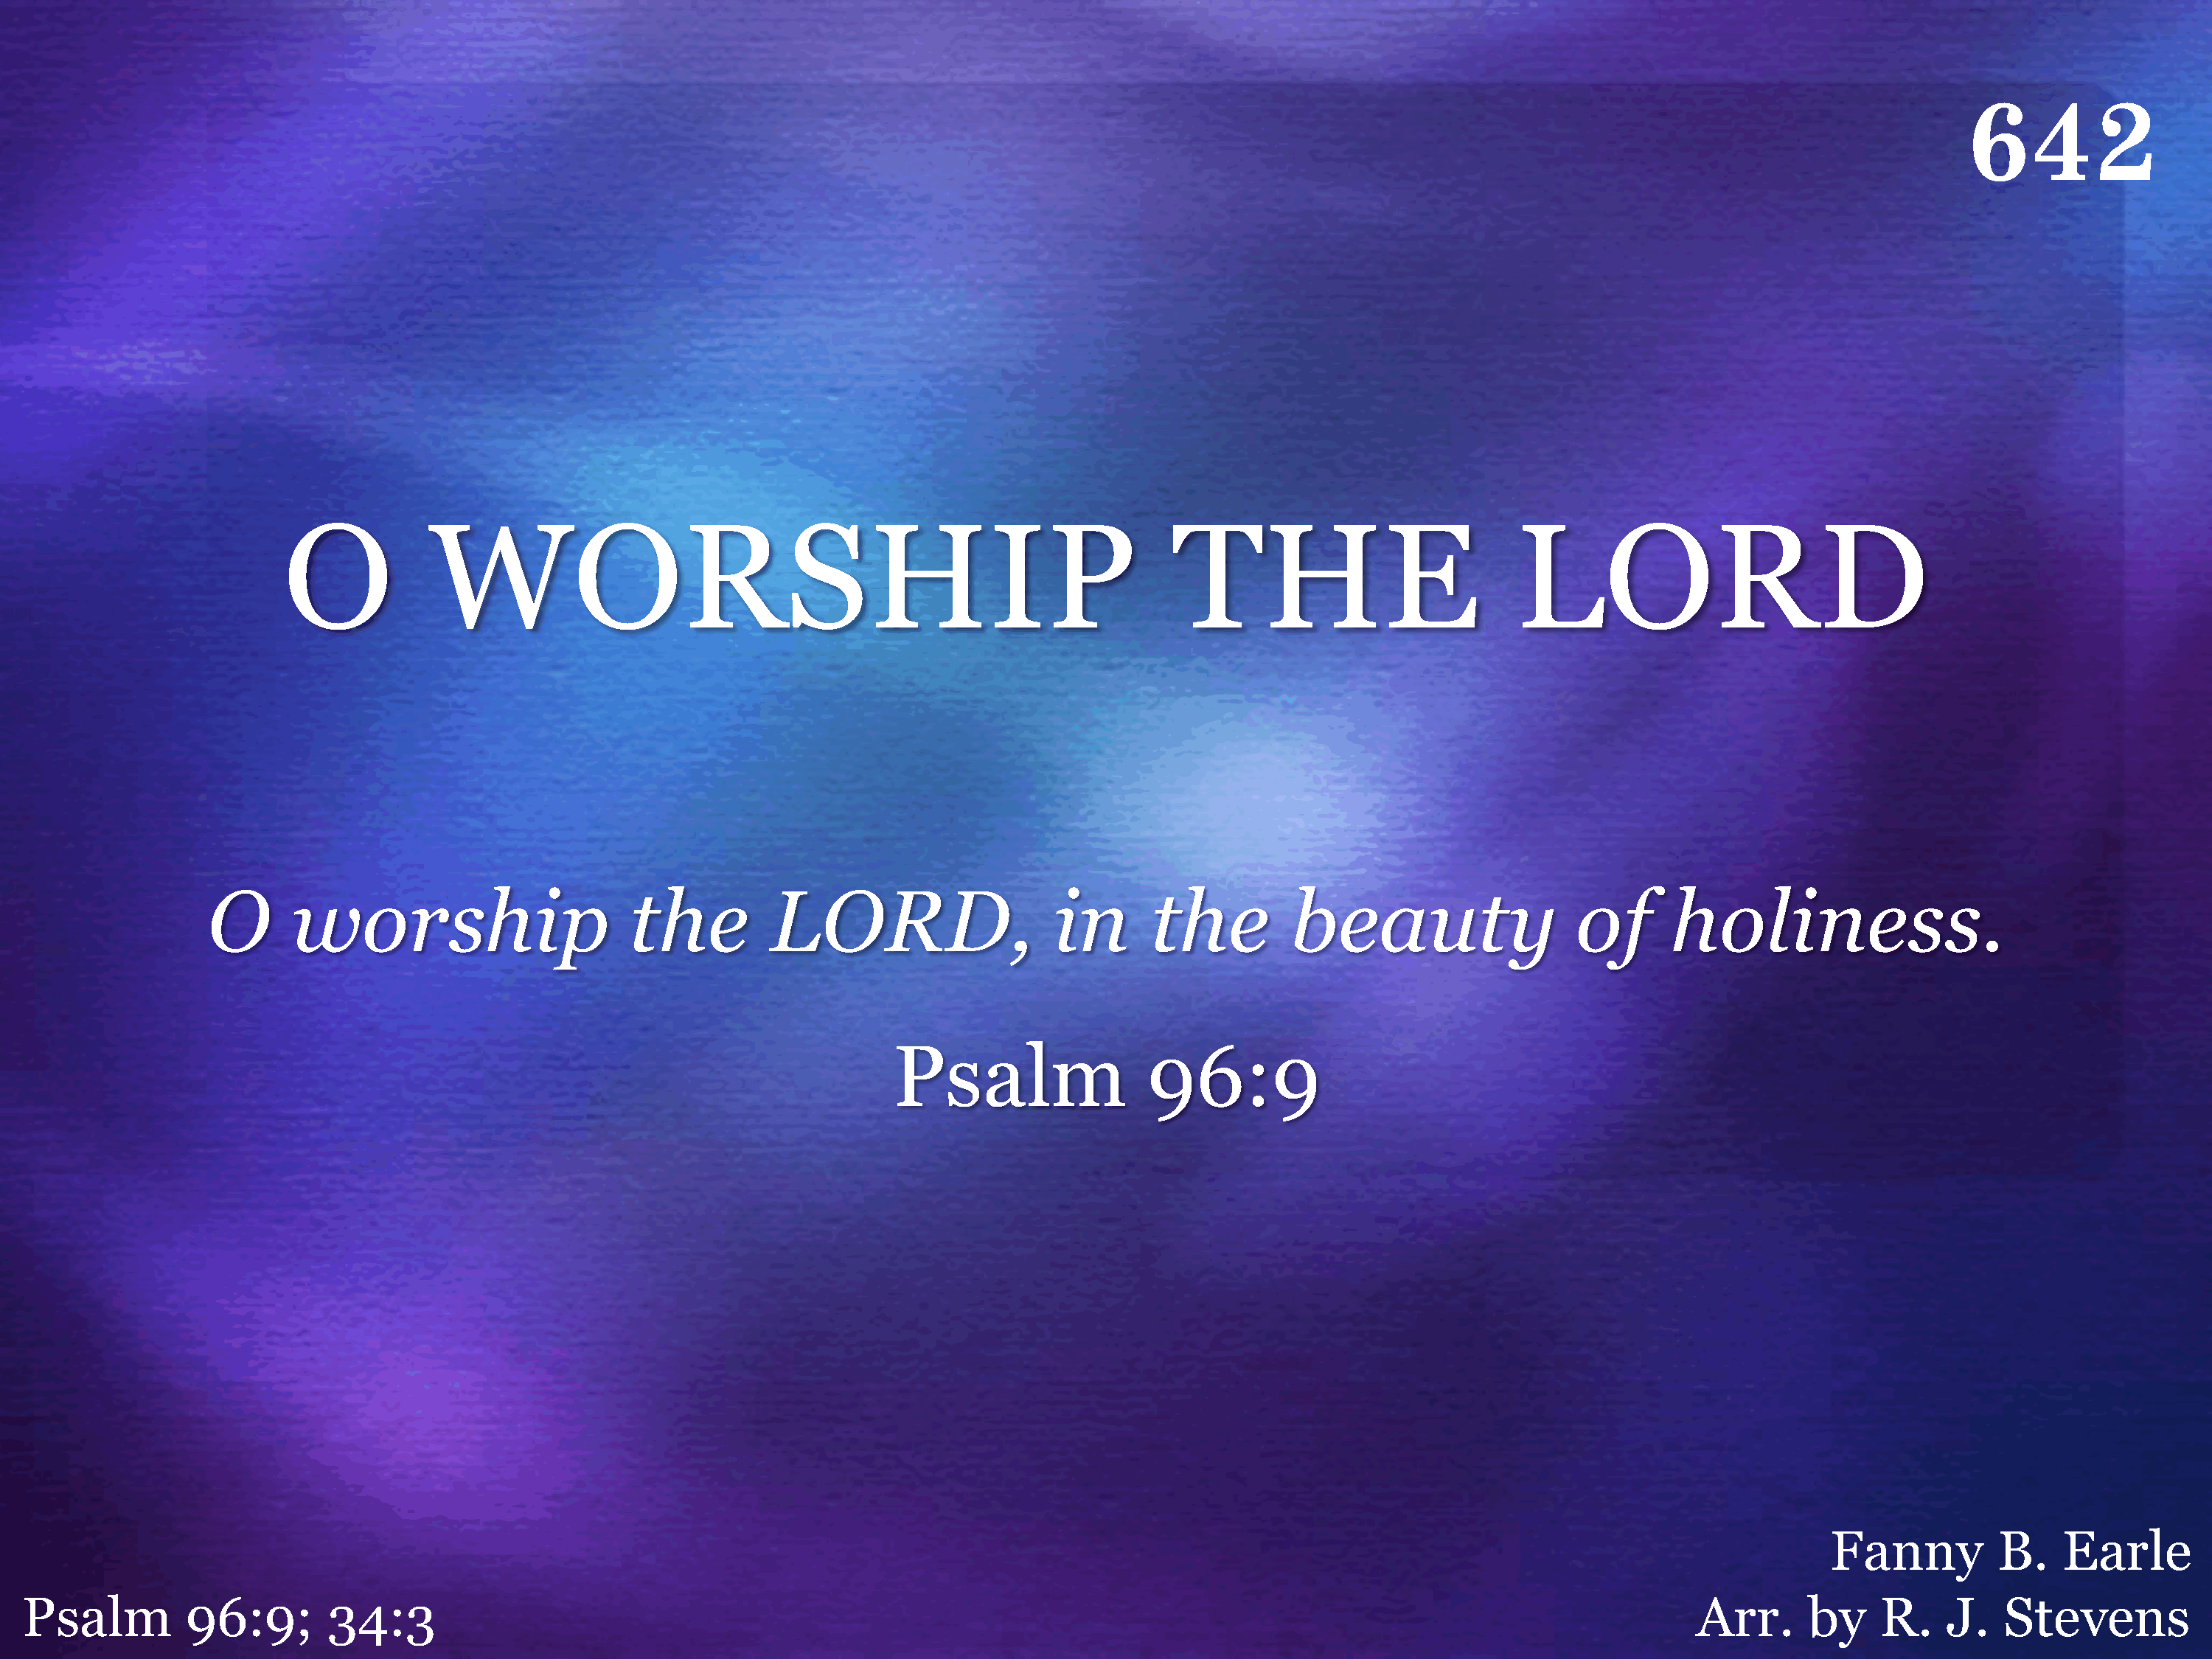 642
O WORSHIP THE LORD
O worship the LORD, in the beauty of holiness.
Psalm 96:9
Fanny B. Earle
Psalm 96:9; 34:3
Arr. by R. J. Stevens